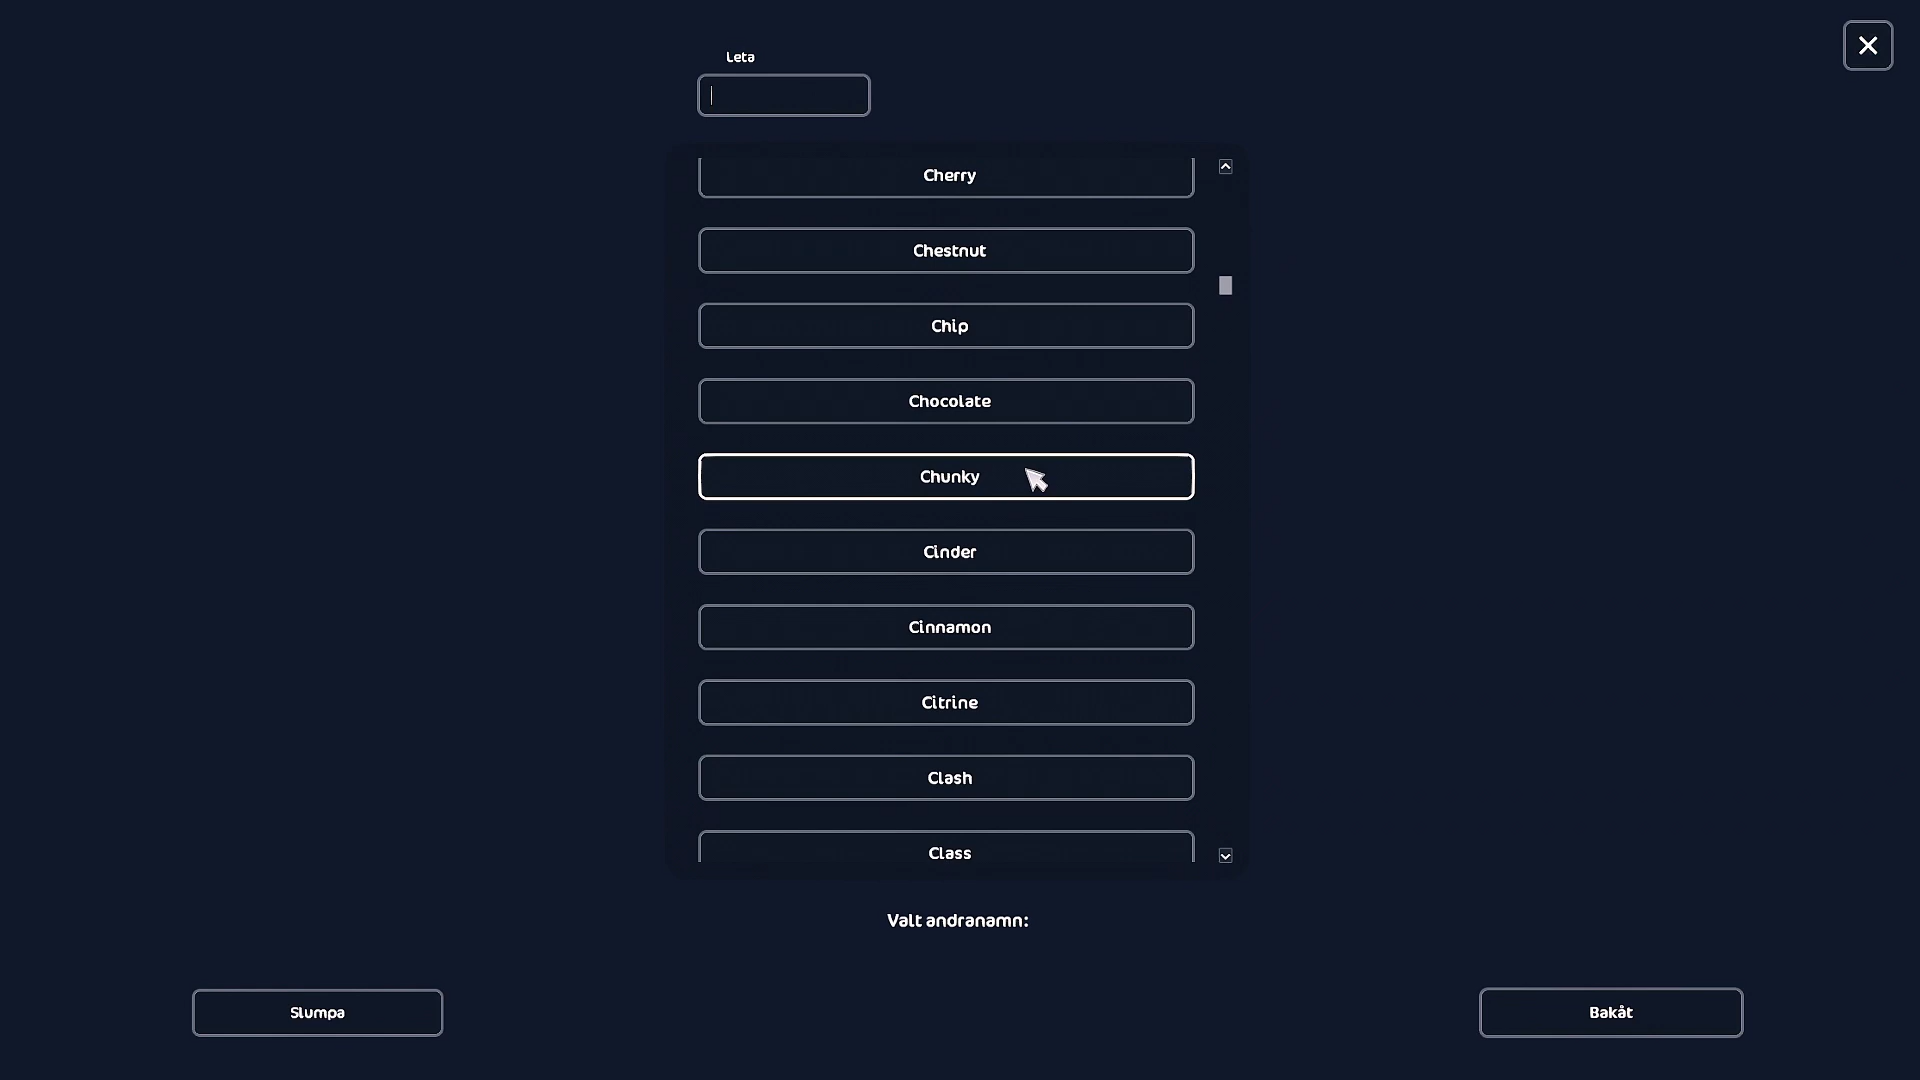 Leta
Cherry
Chestnut
Chip
Chocolate
Chunky
Cinder
Cinnamon
Citrine
Clash
Class
Valt andranamn:
Slumpa
Bakåt